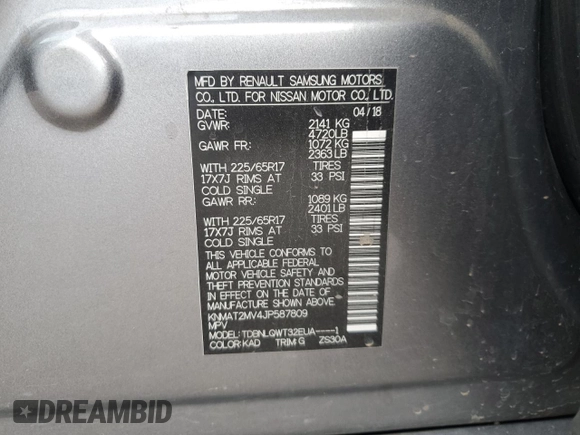 MFD BY RENAULT SAMSUNG MOTORS
CO., LTD. FOR NISSAN MOTOR CO., LTD.
DATE: 04/18
GVWR: 2141 KG
4720LB
GAWR FR: 1072 KG
2363LB
WITH 225/65R17 TIRES
17X7J RIMS AT 33 PSI
COLD SINGLE
GAWR RR: 1089 KG
2401LB
WITH 225/65R17 TIRES
17X7J RIMS AT 33 PSI
COLD SINGLE
THIS VEHICLE CONFORMS TO
ALL APPLICABLE FEDERAL
MOTOR VEHICLE SAFETY AND
THEFT PREVENTION STANDARDS
IN EFFECT ON THE DATE OF
MANUFACTURE SHOWN ABOVE.
KNMAT2MV4JP587809
MPV
MODEL: TDBNLGWT32EUA----1
COLOR:KAD TRIM:G ZS30A
DREAMBID